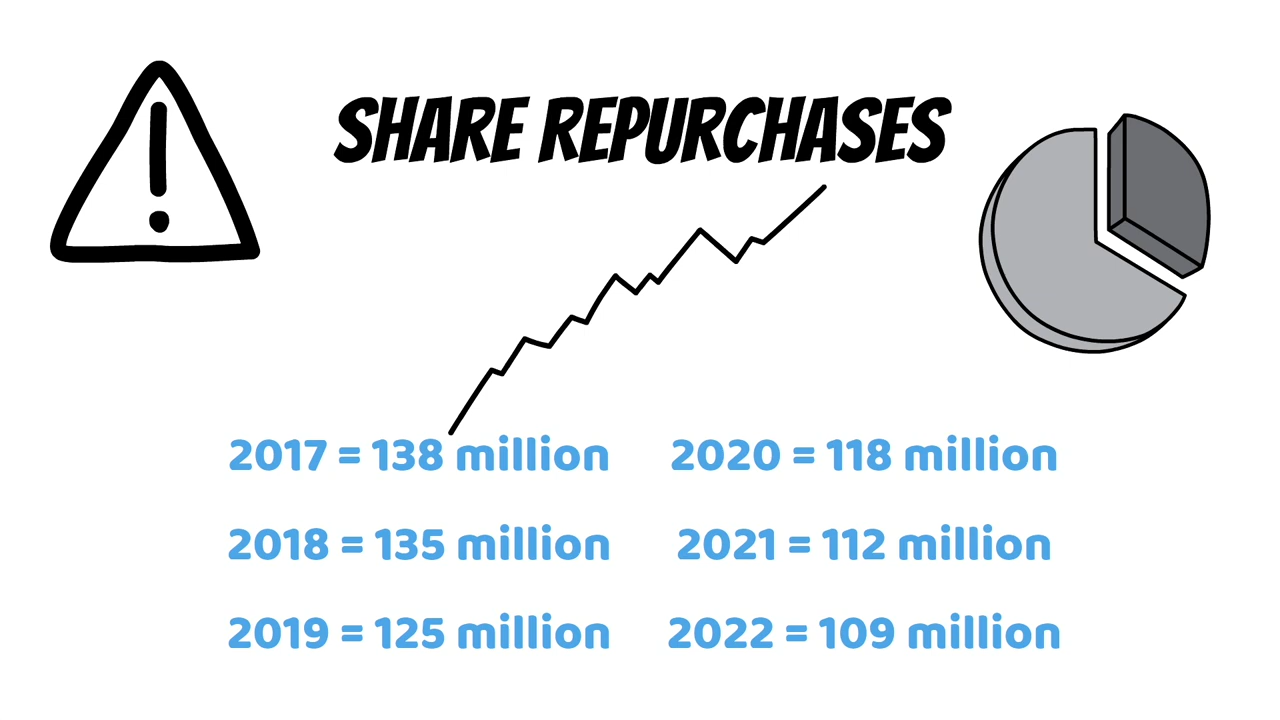 SHARE REPURCHASES
2017 = 138 million
2020 = 118 million
2018 = 135 million
2021 = 112 million
2019 = 125 million
2022 = 109 million